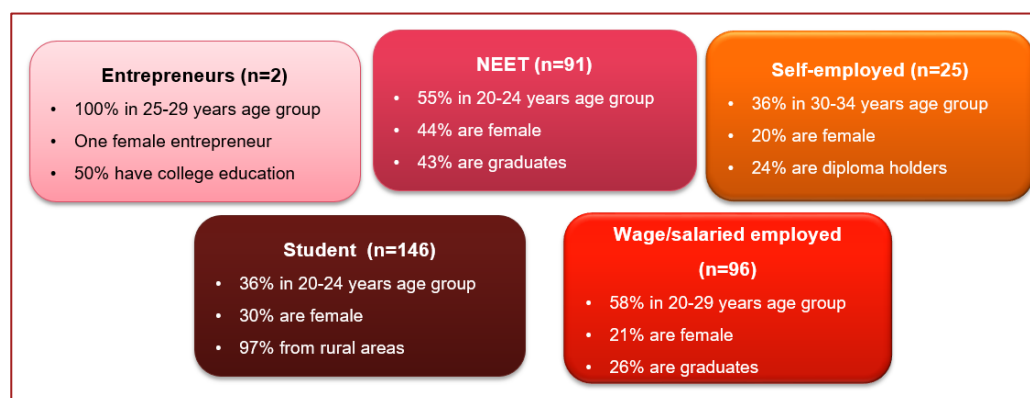 Entrepreneurs (n=2)
• 100% in 25-29 years age group
• One female entrepreneur
• 50% have college education
NEET (n=91)
• 55% in 20-24 years age group
• 44% are female
• 43% are graduates
Self-employed (n=25)
• 36% in 30-34 years age group
• 20% are female
• 24% are diploma holders
Student (n=146)
• 36% in 20-24 years age group
• 30% are female
• 97% from rural areas
Wage/salaried employed
(n=96)
• 58% in 20-29 years age group
• 21% are female
• 26% are graduates